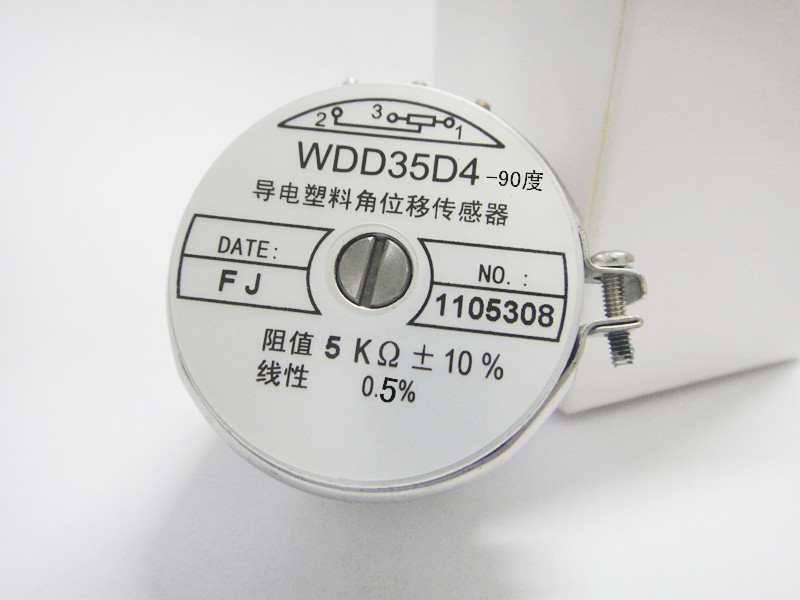 2 3 1
WDD35D4 -90度
导电塑料角位移传感器
DATE:
FJ
NO.:
1105308
阻值 5 KΩ ± 10 %
线性 0.5%